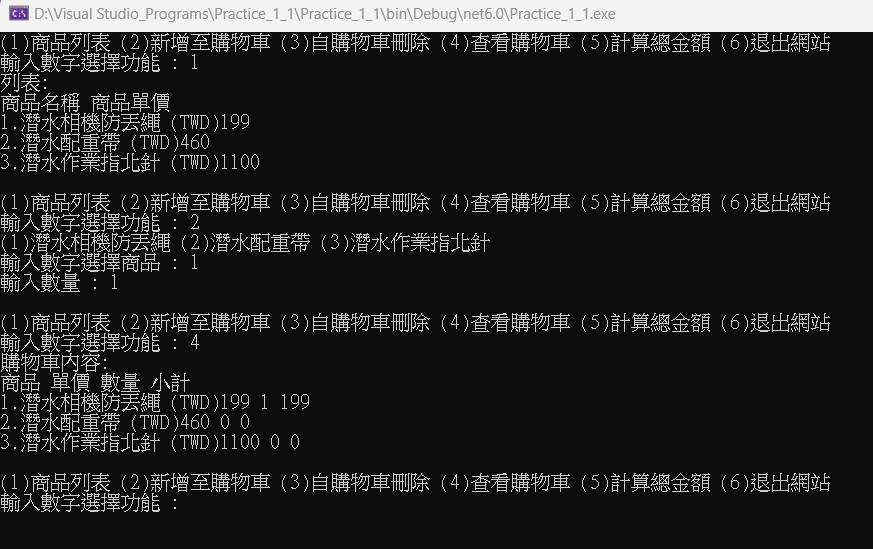 D:\Visual Studio_Programs\Practice_1_1\Practice_1_1\bin\Debug\net6.0\Practice_1_1.exe
(1)商品列表 (2)新增至購物車 (3)自購物車刪除 (4)查看購物車 (5)計算總金額 (6)退出網站
輸入數字選擇功能 : 1
列表:
商品名稱 商品單價
1.潛水相機防丟繩 (TWD)199
2.潛水配重帶 (TWD)460
3.潛水作業指北針 (TWD)1100
(1)商品列表 (2)新增至購物車 (3)自購物車刪除 (4)查看購物車 (5)計算總金額 (6)退出網站
輸入數字選擇功能 : 2
(1)潛水相機防丟繩 (2)潛水配重帶 (3)潛水作業指北針
輸入數字選擇商品 : 1
輸入數量 : 1
(1)商品列表 (2)新增至購物車 (3)自購物車刪除 (4)查看購物車 (5)計算總金額 (6)退出網站
輸入數字選擇功能 : 4
購物車內容:
商品 單價 數量 小計
1.潛水相機防丟繩 (TWD)199 1 199
2.潛水配重帶 (TWD)460 0 0
3.潛水作業指北針 (TWD)1100 0 0
(1)商品列表 (2)新增至購物車 (3)自購物車刪除 (4)查看購物車 (5)計算總金額 (6)退出網站
輸入數字選擇功能 :